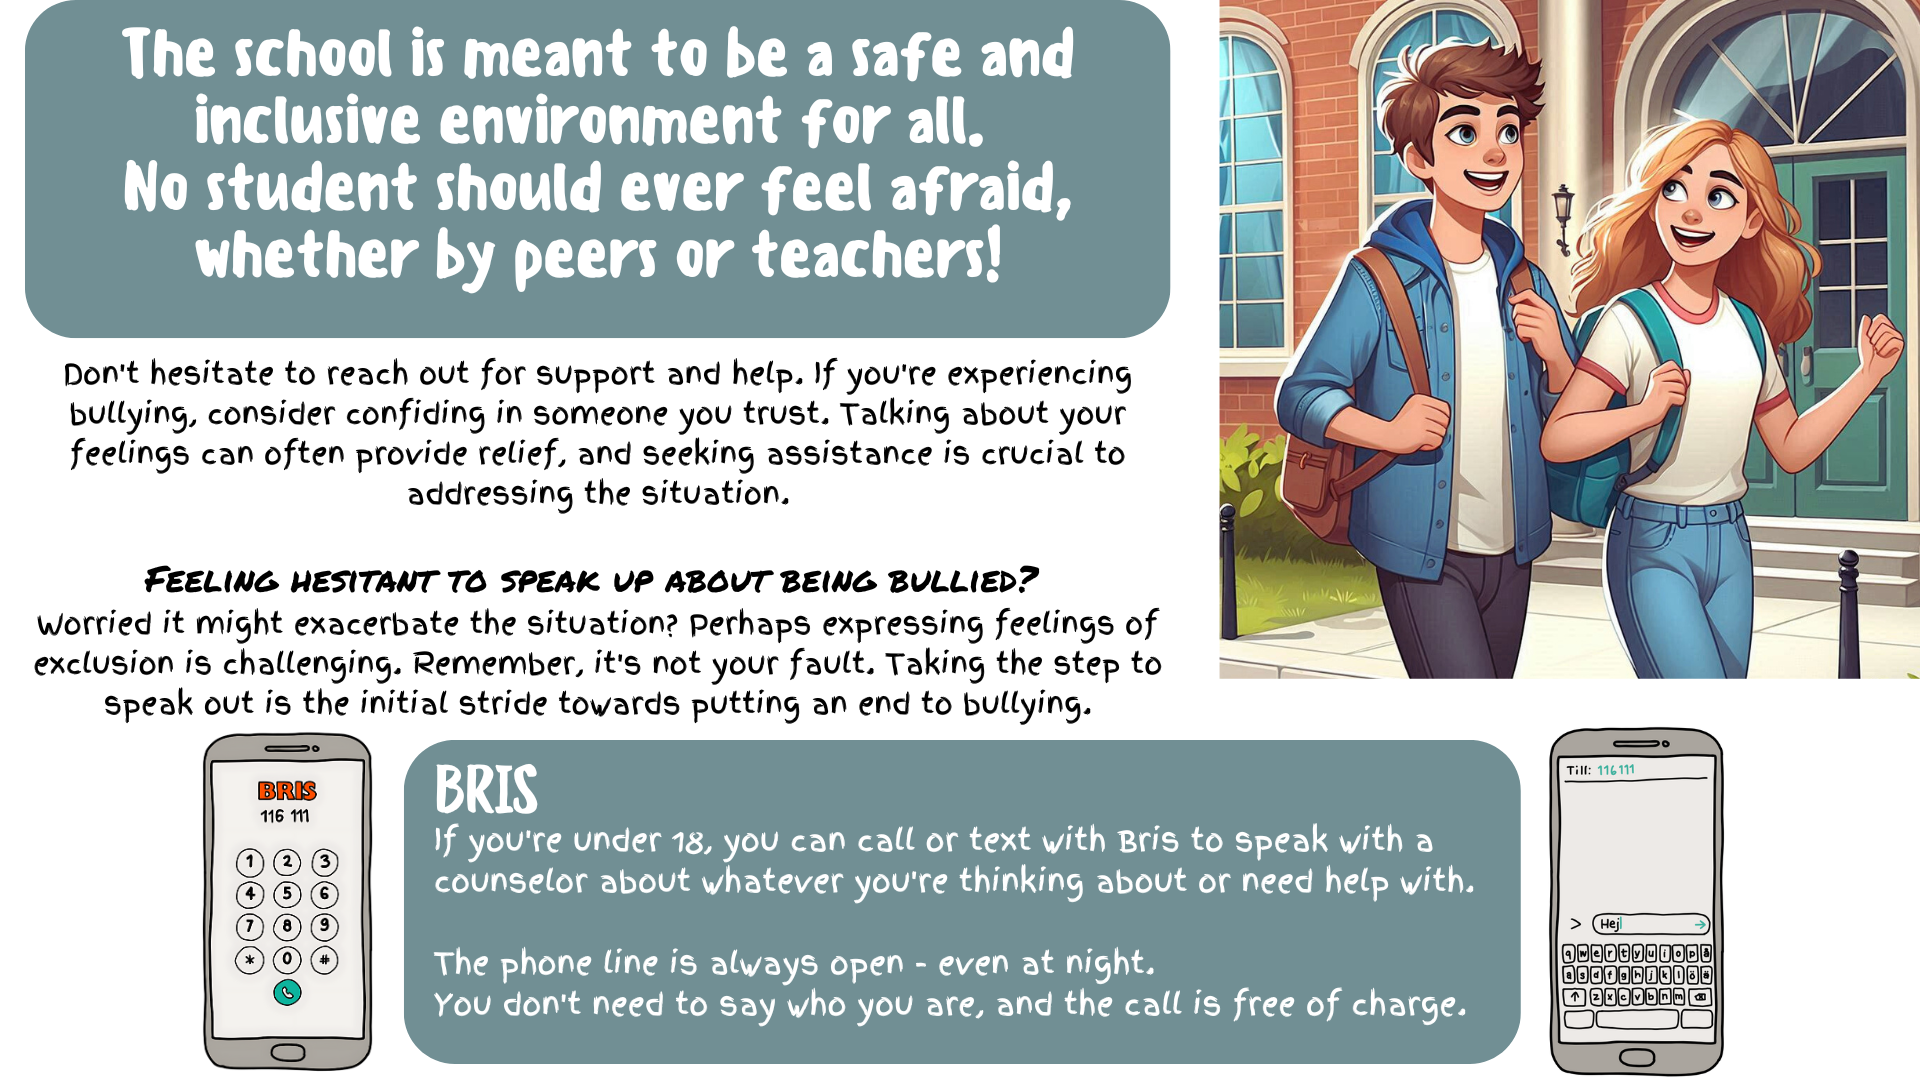 The school is meant to be a safe and
inclusive environment for all.
No student should ever feel afraid,
whether by peers or teachers!
Don't hesitate to reach out for support and help. If you're experiencing
bullying, consider confiding in someone you trust. Talking about your
feelings can often provide relief, and seeking assistance is crucial to
addressing the situation.
FEELING HESITANT TO SPEAK UP ABOUT BEING BULLIED?
Worried it might exacerbate the situation? Perhaps expressing feelings of
exclusion is challenging. Remember, it's not your fault. Taking the step to
speak out is the initial stride towards putting an end to bullying.
BRIS
116 111
1 2 3
4 5 6
7 8 9
* 0 #
BRIS
If you're under 18, you can call or text with Bris to speak with a
counselor about whatever you're thinking about or need help with.
The phone line is always open - even at night.
You don't need to say who you are, and the call is free of charge.
Till: 116111
> Hej
q w e r t y u i o p å
a s d f g h j k l ö ä
z x c v b n m